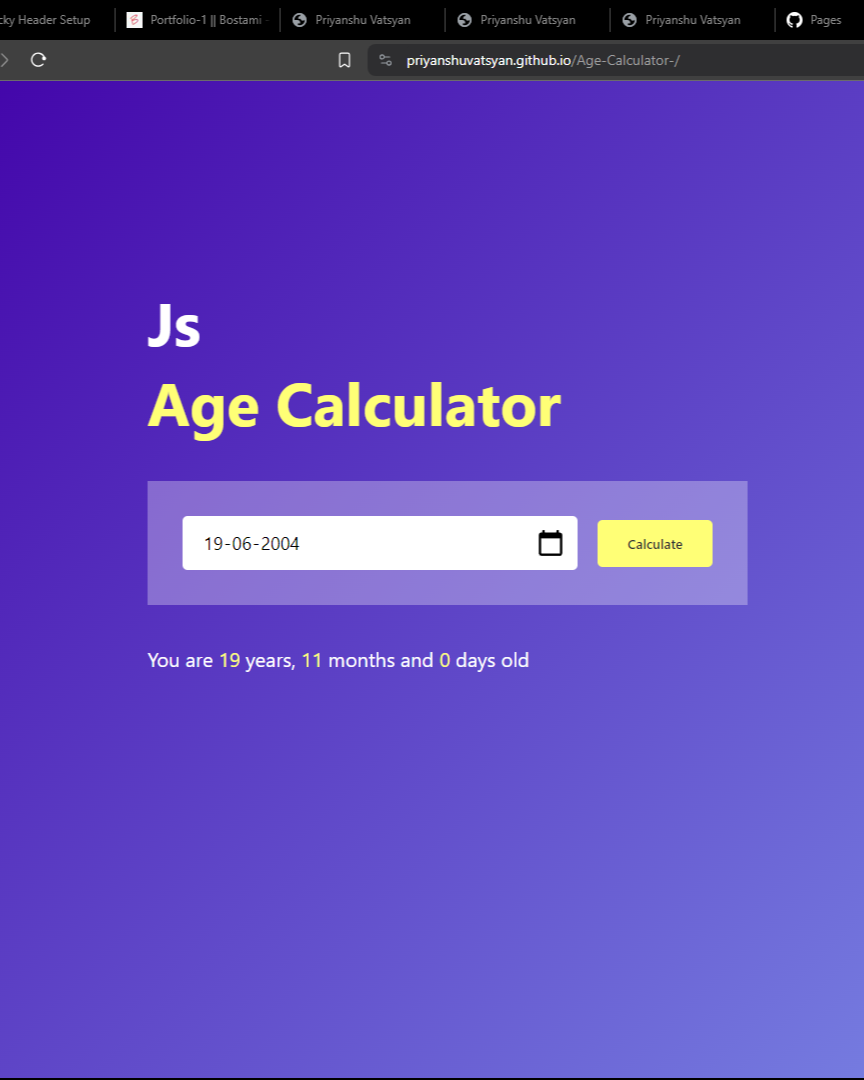 cky Header Setup
Portfolio-1 || Bostami -
Priyanshu Vatsyan
Priyanshu Vatsyan
Priyanshu Vatsyan
Pages
priyanshuvatsyan.github.io/Age-Calculator-/
Js
Age Calculator
19-06-2004
Calculate
You are 19 years, 11 months and 0 days old